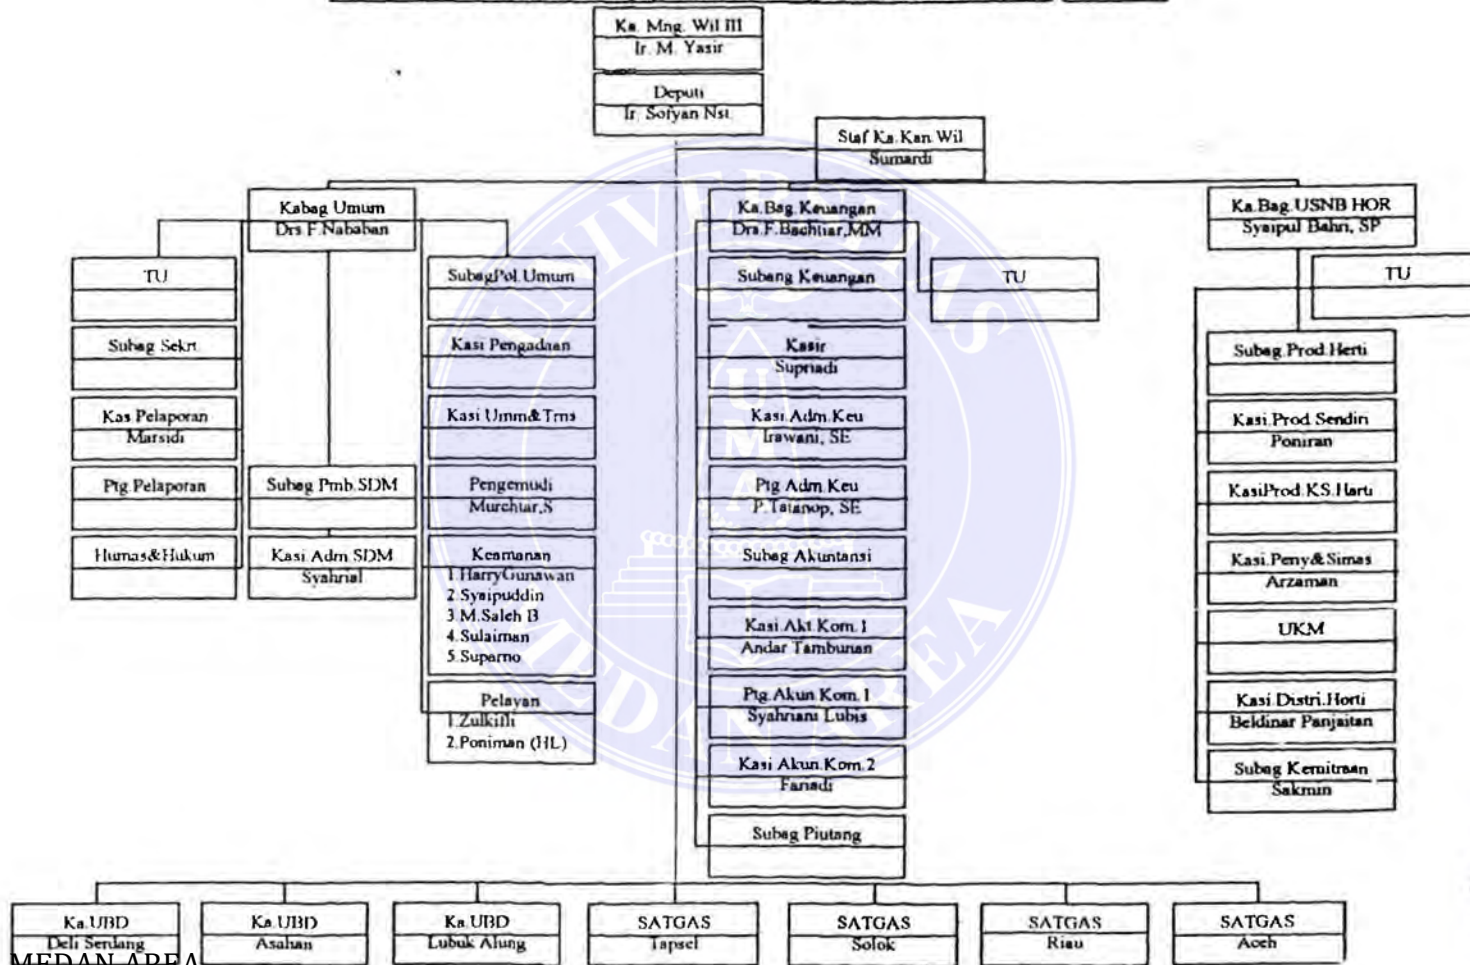 Ka. Mng. Wil III
Ir. M. Yasir
Deputi
Ir. Sofyan Nst.
Staf Ka.Kan.Wil
Sumardi
Kabag Umum
Drs.F.Nababan
Ka.Bag.Keuangan
Drs.F.Bachtiar,MM
Ka.Bag.USNB HOR
Syaipul Bahri, SP
TU
SubagPol.Umum
Subang Keuangan
TU
TU
Subag Sekrt.
Kasi Pengadaan
Kasir
Supriadi
Subag.Prod.Herti
Kas.Pelaporan
Marsidi
Kasi Umm&Trns
Kasi.Adm.Keu
Irawani, SE
Kasi.Prod.Sendiri
Poniran
Ptg Pelaporan
Subag Pmb.SDM
Pengemudi
Murchtar,S
Ptg Adm.Keu
P.Tatanop, SE
KasiProd.KS.Harti
Humas&Hukum
Kasi.Adm.SDM
Syahrial
Keamanan
1.HarryGunawan
2.Syaipuddin
3.M.Saleh B
4.Sulaiman
5.Suparno
Subag Akuntansi
Kasi.Peny&Simas
Arzaman
Kasi.Akt.Kom.1
Andar Tambunan
UKM
Pelayan
1.Zulkifli
2.Poniman (HL)
Ptg.Akun.Kom.1
Syahriani Lubis
Kasi.Distri.Horti
Beldinar Panjaitan
Kasi Akun.Kom.2
Fariadi
Subag Kemitraan
Sakmin
Subag Piutang
Ka.UBD
Deli Serdang
Ka.UBD
Asahan
Ka.UBD
Lubuk Alung
SATGAS
Tapsel
SATGAS
Solok
SATGAS
Riau
SATGAS
Aceh
UNIVERSITAS
UMA
MEDAN AREA
MEDAN AREA